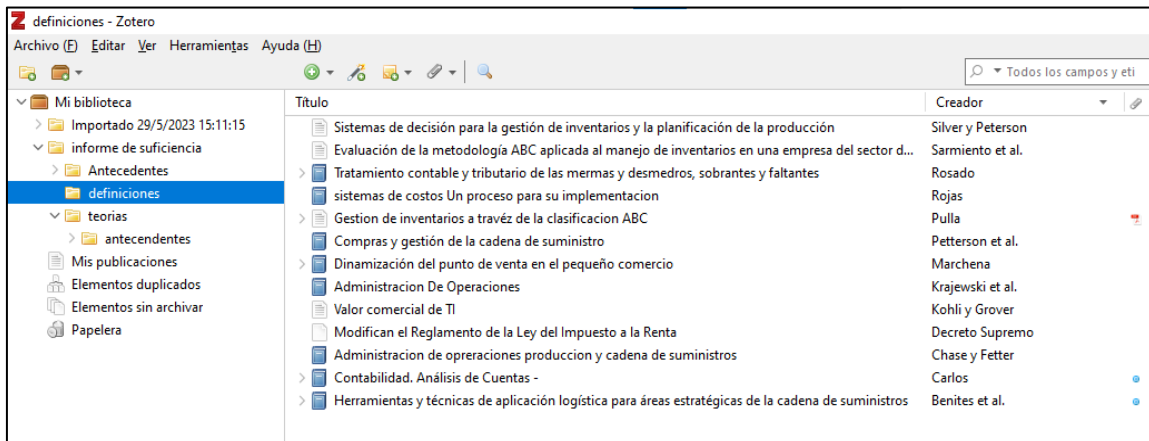 definiciones - Zotero
Archivo (F) Editar Ver Herramientas Ayuda (H)
Todos los campos y eti
Mi biblioteca
Importado 29/5/2023 15:11:15
informe de suficiencia
Antecedentes
definiciones
teorias
antecendentes
Mis publicaciones
Elementos duplicados
Elementos sin archivar
Papelera
Título Creador
Sistemas de decisión para la gestión de inventarios y la planificación de la producción Silver y Peterson
Evaluación de la metodología ABC aplicada al manejo de inventarios en una empresa del sector d... Sarmiento et al.
Tratamiento contable y tributario de las mermas y desmedros, sobrantes y faltantes Rosado
sistemas de costos Un proceso para su implementacion Rojas
Gestion de inventarios a travéz de la clasificacion ABC Pulla
Compras y gestión de la cadena de suministro Petterson et al.
Dinamización del punto de venta en el pequeño comercio Marchena
Administracion De Operaciones Krajewski et al.
Valor comercial de TI Kohli y Grover
Modifican el Reglamento de la Ley del Impuesto a la Renta Decreto Supremo
Administracion de opreraciones produccion y cadena de suministros Chase y Fetter
Contabilidad. Análisis de Cuentas - Carlos
Herramientas y técnicas de aplicación logística para áreas estratégicas de la cadena de suministros Benites et al.